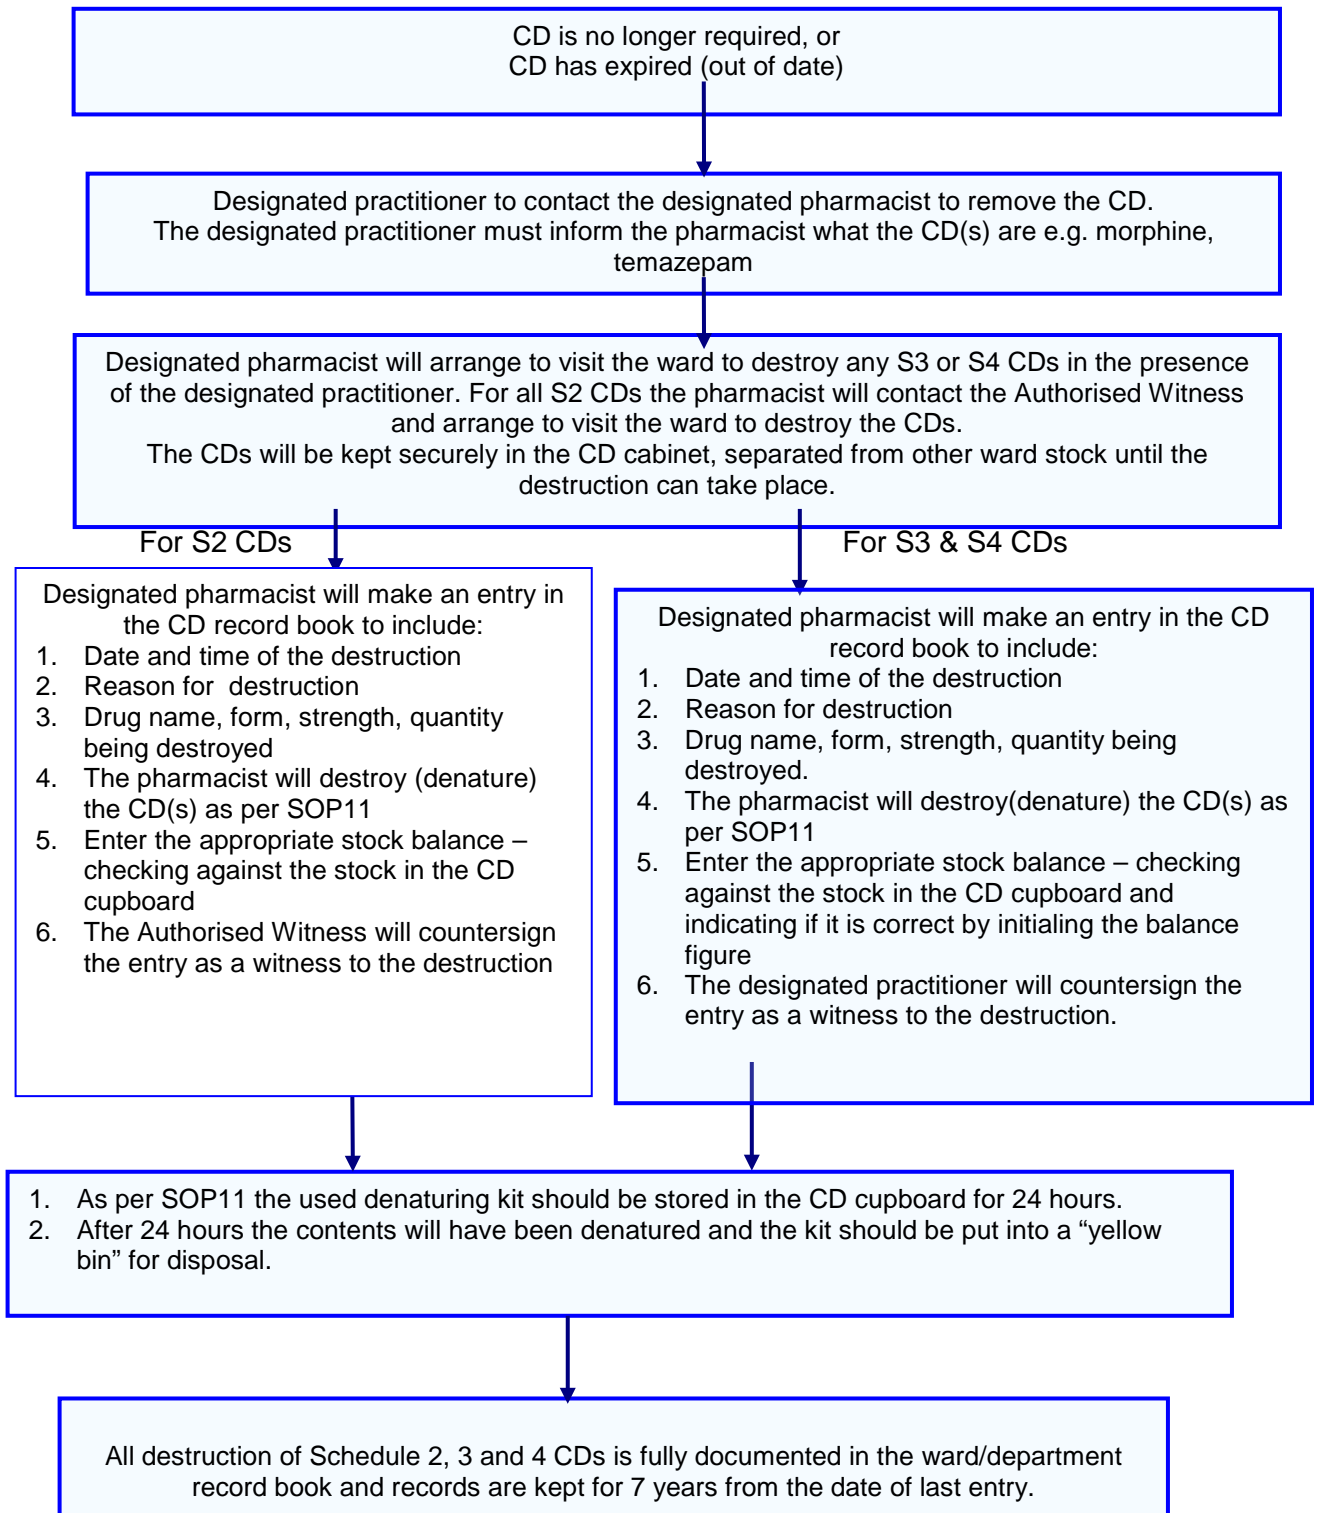 CD is no longer required, or
CD has expired (out of date)
Designated practitioner to contact the designated pharmacist to remove the CD.
The designated practitioner must inform the pharmacist what the CD(s) are e.g. morphine,
temazepam
Designated pharmacist will arrange to visit the ward to destroy any S3 or S4 CDs in the presence
of the designated practitioner. For all S2 CDs the pharmacist will contact the Authorised Witness
and arrange to visit the ward to destroy the CDs.
The CDs will be kept securely in the CD cabinet, separated from other ward stock until the
destruction can take place.
For S2 CDs
Designated pharmacist will make an entry in
the CD record book to include:
1. Date and time of the destruction
2. Reason for  destruction
3. Drug name, form, strength, quantity
being destroyed
4. The pharmacist will destroy (denature)
the CD(s) as per SOP11
5. Enter the appropriate stock balance –
checking against the stock in the CD
cupboard
6. The Authorised Witness will countersign
the entry as a witness to the destruction
For S3 & S4 CDs
Designated pharmacist will make an entry in the CD
record book to include:
1. Date and time of the destruction
2. Reason for destruction
3. Drug name, form, strength, quantity being
destroyed.
4. The pharmacist will destroy(denature) the CD(s) as
per SOP11
5. Enter the appropriate stock balance – checking
against the stock in the CD cupboard and
indicating if it is correct by initialing the balance
figure
6. The designated practitioner will countersign the
entry as a witness to the destruction.
1. As per SOP11 the used denaturing kit should be stored in the CD cupboard for 24 hours.
2. After 24 hours the contents will have been denatured and the kit should be put into a “yellow
bin” for disposal.
All destruction of Schedule 2, 3 and 4 CDs is fully documented in the ward/department
record book and records are kept for 7 years from the date of last entry.